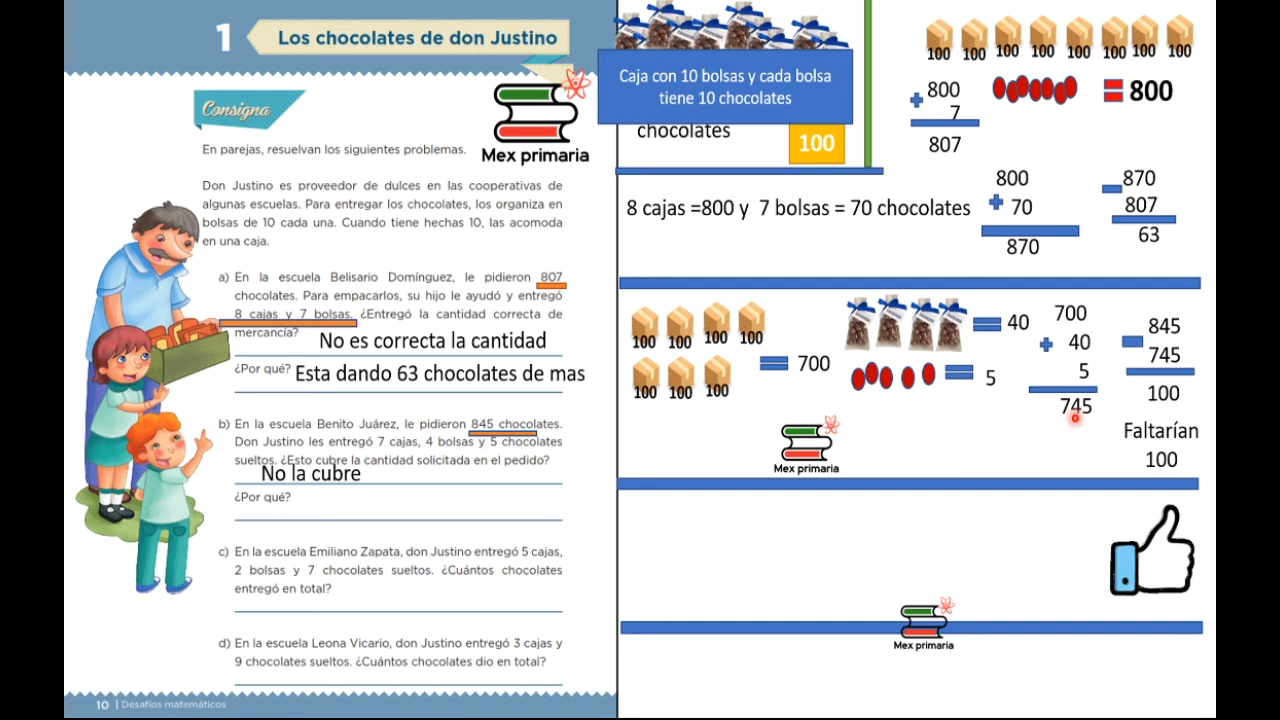 1 Los chocolates de don Justino
Consigna
Mex primaria
En parejas, resuelvan los siguientes problemas.
Don Justino es proveedor de dulces en las cooperativas de
algunas escuelas. Para entregar los chocolates, los organiza en
bolsas de 10 cada una. Cuando tiene hechas 10, las acomoda
en una caja.
a) En la escuela Belisario Domínguez, le pidieron 807
chocolates. Para empacarlos, su hijo le ayudó y entregó
8 cajas y 7 bolsas. ¿Entregó la cantidad correcta de
mercancía?
No es correcta la cantidad
¿Por qué? Esta dando 63 chocolates de mas
b) En la escuela Benito Juárez, le pidieron 845 chocolates.
Don Justino les entregó 7 cajas, 4 bolsas y 5 chocolates
sueltos. ¿Esto cubre la cantidad solicitada en el pedido?
No la cubre
¿Por qué?
c) En la escuela Emiliano Zapata, don Justino entregó 5 cajas,
2 bolsas y 7 chocolates sueltos. ¿Cuántos chocolates
entregó en total?
d) En la escuela Leona Vicario, don Justino entregó 3 cajas y
9 chocolates sueltos. ¿Cuántos chocolates dio en total?
10 | Desafíos matemáticos
Caja con 10 bolsas y cada bolsa
tiene 10 chocolates
chocolates
100
100 100 100 100 100 100 100 100
800
+ 7
807
= 800
8 cajas =800 y 7 bolsas = 70 chocolates
800
+ 70
870
- 870
807
63
100 100 100 100
100 100 100
= 700
= 40
= 5
700
+ 40
5
745
- 845
745
100
Faltarían
100
Mex primaria
Mex primaria